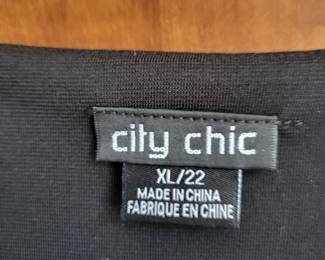 city chic
XL/22
MADE IN CHINA
FABRIQUE EN CHINE